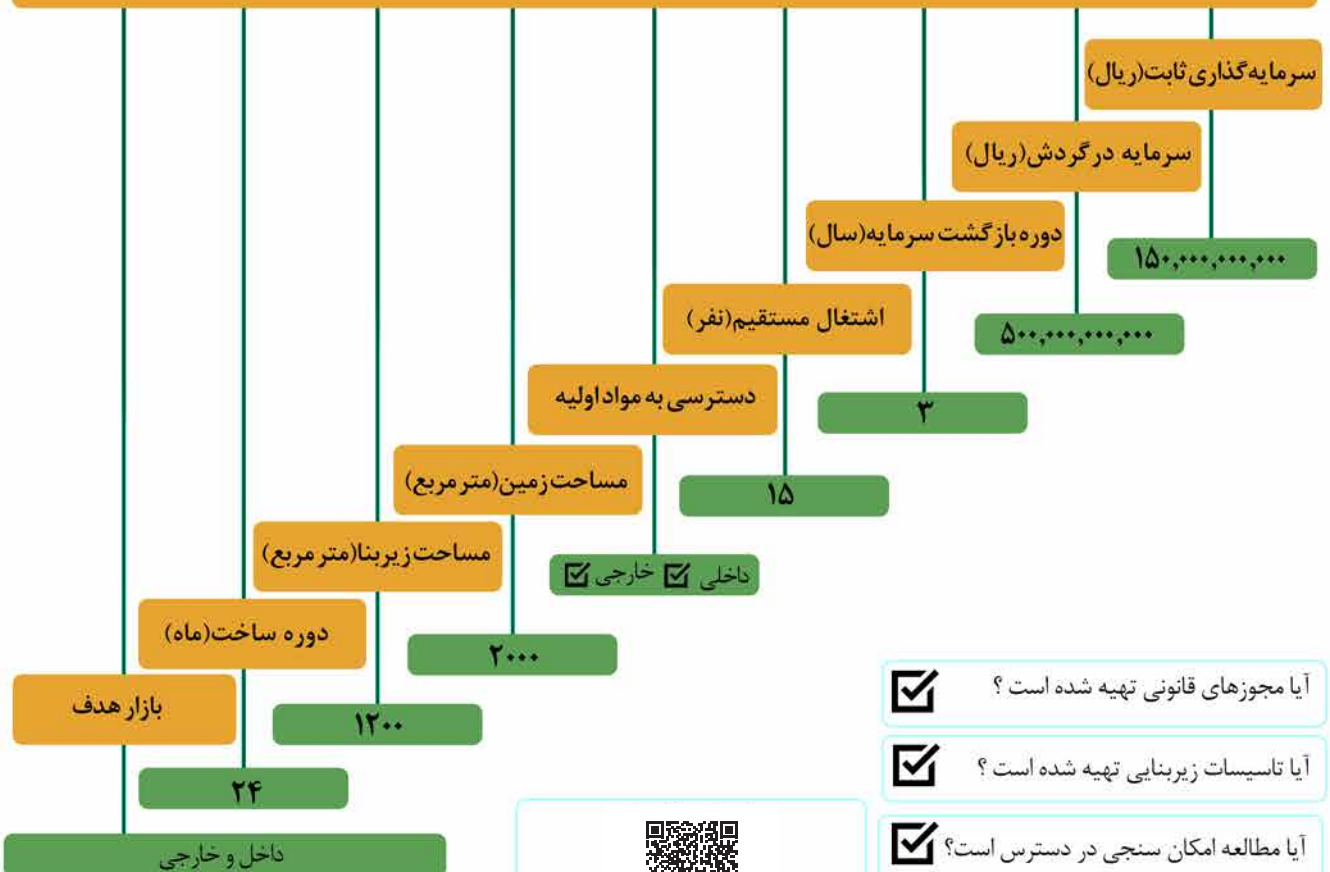 سرمایه‌گذاری ثابت(ریال)
۱۵۰,۰۰۰,۰۰۰,۰۰۰
سرمایه در گردش(ریال)
۵۰۰,۰۰۰,۰۰۰,۰۰۰
دوره بازگشت سرمایه(سال)
۳
اشتغال مستقیم(نفر)
۱۵
دسترسی به مواد اولیه
داخلی ☑ خارجی ☑
مساحت زمین(متر مربع)
۲۰۰۰
مساحت زیربنا(متر مربع)
۱۲۰۰
دوره ساخت(ماه)
۲۴
بازار هدف
داخل و خارجی
آیا مجوزهای قانونی تهیه شده است ؟ ☑
آیا تاسیسات زیربنایی تهیه شده است ؟ ☑
آیا مطالعه امکان سنجی در دسترس است؟ ☑